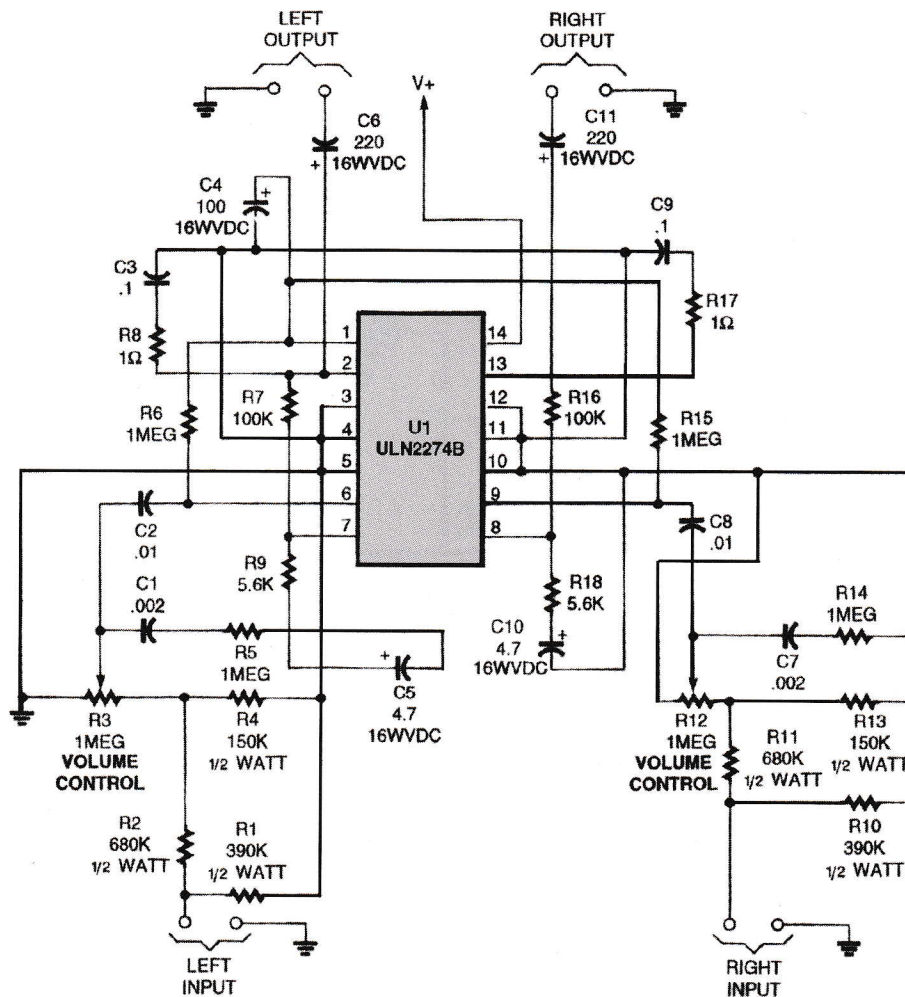 LEFT
OUTPUT
RIGHT
OUTPUT
V+
C6
220
16WVDC
+
C11
220
16WVDC
+
C4
100
16WVDC
+
C9
.1
C3
.1
R8
1Ω
R17
1Ω
1
2
3
4
5
6
7
14
13
12
11
10
9
8
U1
ULN2274B
R7
100K
R16
100K
R6
1MEG
R15
1MEG
C2
.01
C8
.01
R9
5.6K
R18
5.6K
C1
.002
R5
1MEG
C10
4.7
16WVDC
+
R14
1MEG
C7
.002
+
C5
4.7
16WVDC
R3
1MEG
VOLUME
CONTROL
R4
150K
1/2 WATT
R12
1MEG
VOLUME
CONTROL
R11
680K
1/2 WATT
R13
150K
1/2 WATT
R2
680K
1/2 WATT
R1
390K
1/2 WATT
R10
390K
1/2 WATT
LEFT
INPUT
RIGHT
INPUT